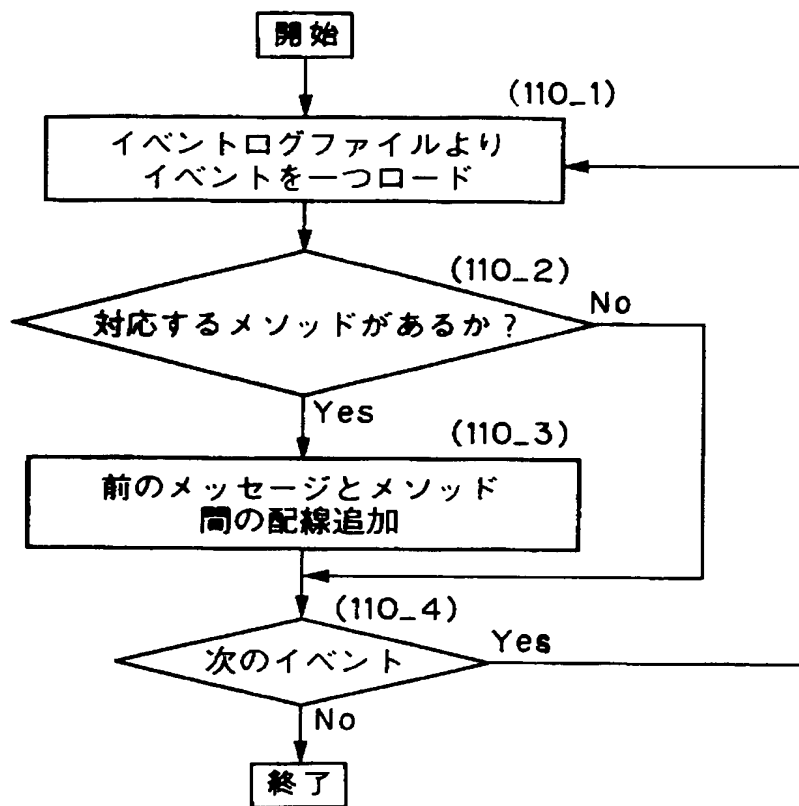 開始
(110_1)
イベントログファイルより
イベントを一つロード
(110_2)
対応するメソッドがあるか？
No
Yes
(110_3)
前のメッセージとメソッド
間の配線追加
(110_4)
次のイベント
Yes
No
終了